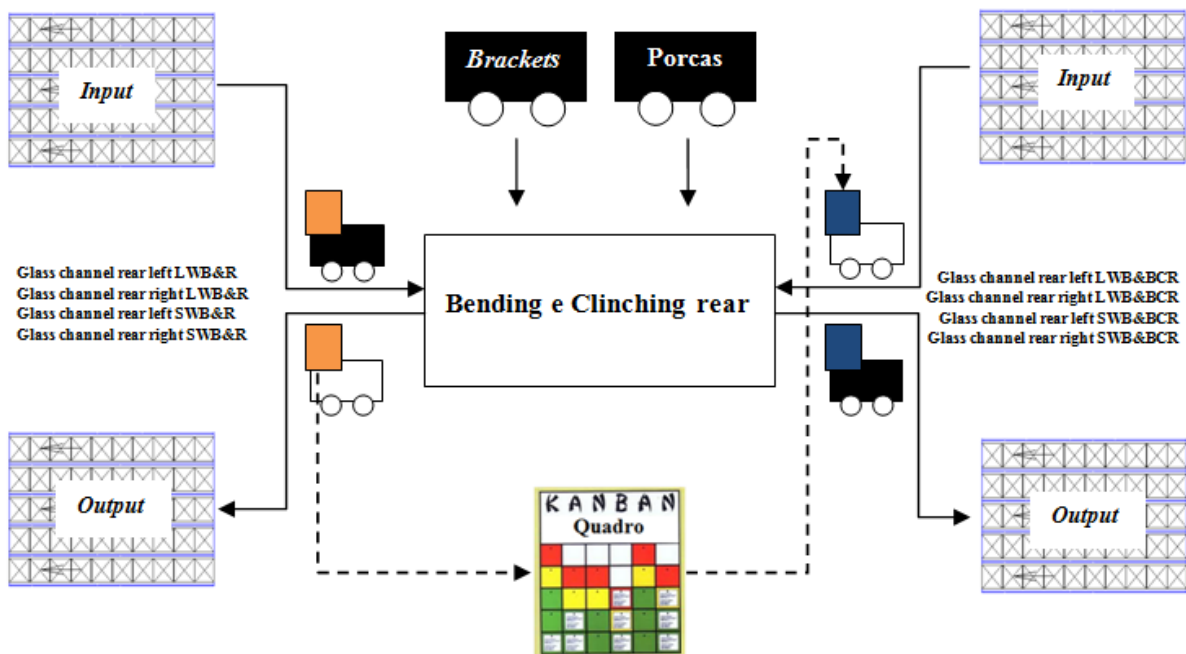 Input
Brackets
Porcas
Input
Glass channel rear left LWB&R
Glass channel rear right LWB&R
Glass channel rear left SWB&R
Glass channel rear right SWB&R
Bending e Clinching rear
Glass channel rear left LWB&BCR
Glass channel rear right LWB&BCR
Glass channel rear left SWB&BCR
Glass channel rear right SWB&BCR
Output
KANBAN
Quadro
Output